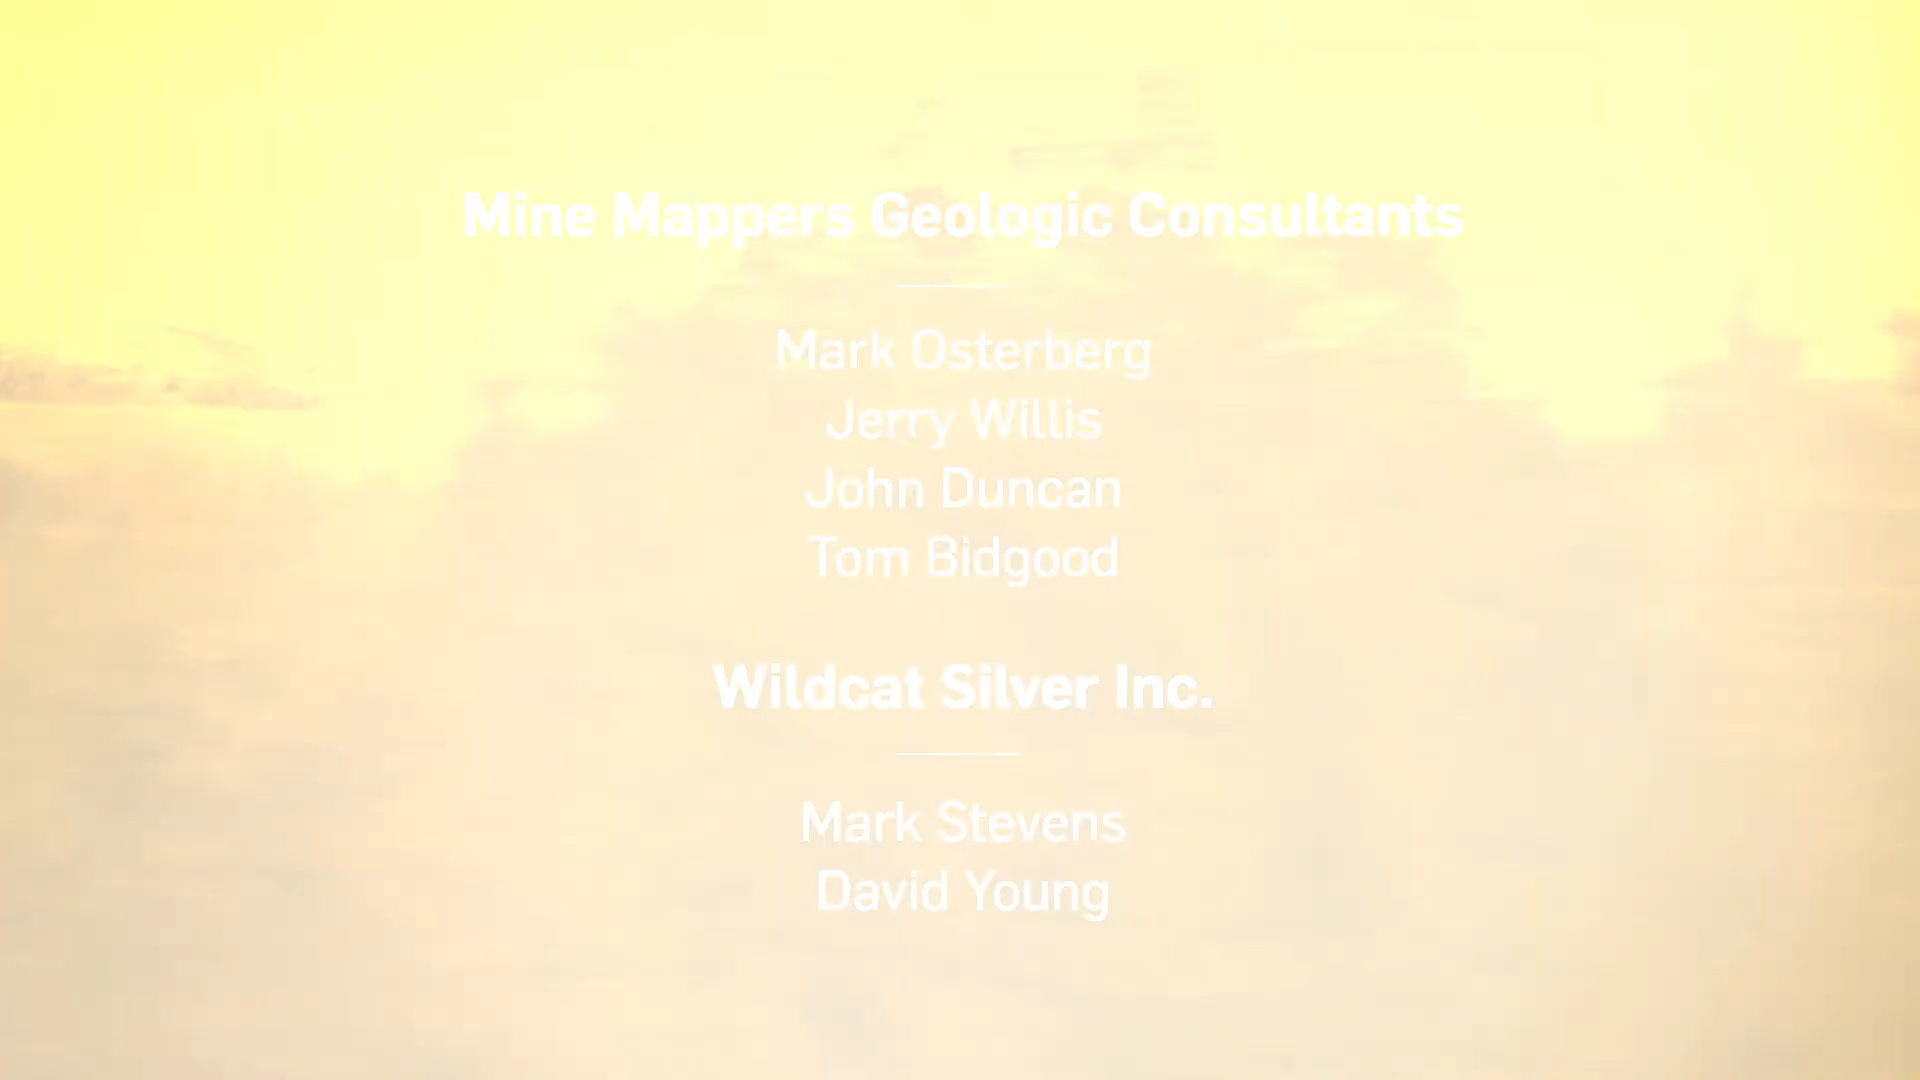 Mine Mappers Geologic Consultants
Mark Osterberg
Jerry Willis
John Duncan
Tom Bidgood
Wildcat Silver Inc.
Mark Stevens
David Young